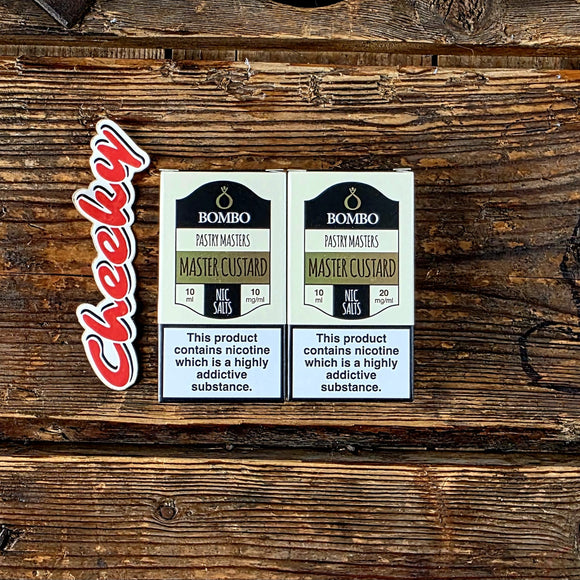 Cheeky
BOMBO
PASTRY MASTERS
MASTER CUSTARD
10 ml
NIC SALTS
10 mg/ml
This product
contains nicotine
which is a highly
addictive
substance.
BOMBO
PASTRY MASTERS
MASTER CUSTARD
10 ml
NIC SALTS
20 mg/ml
This product
contains nicotine
which is a highly
addictive
substance.